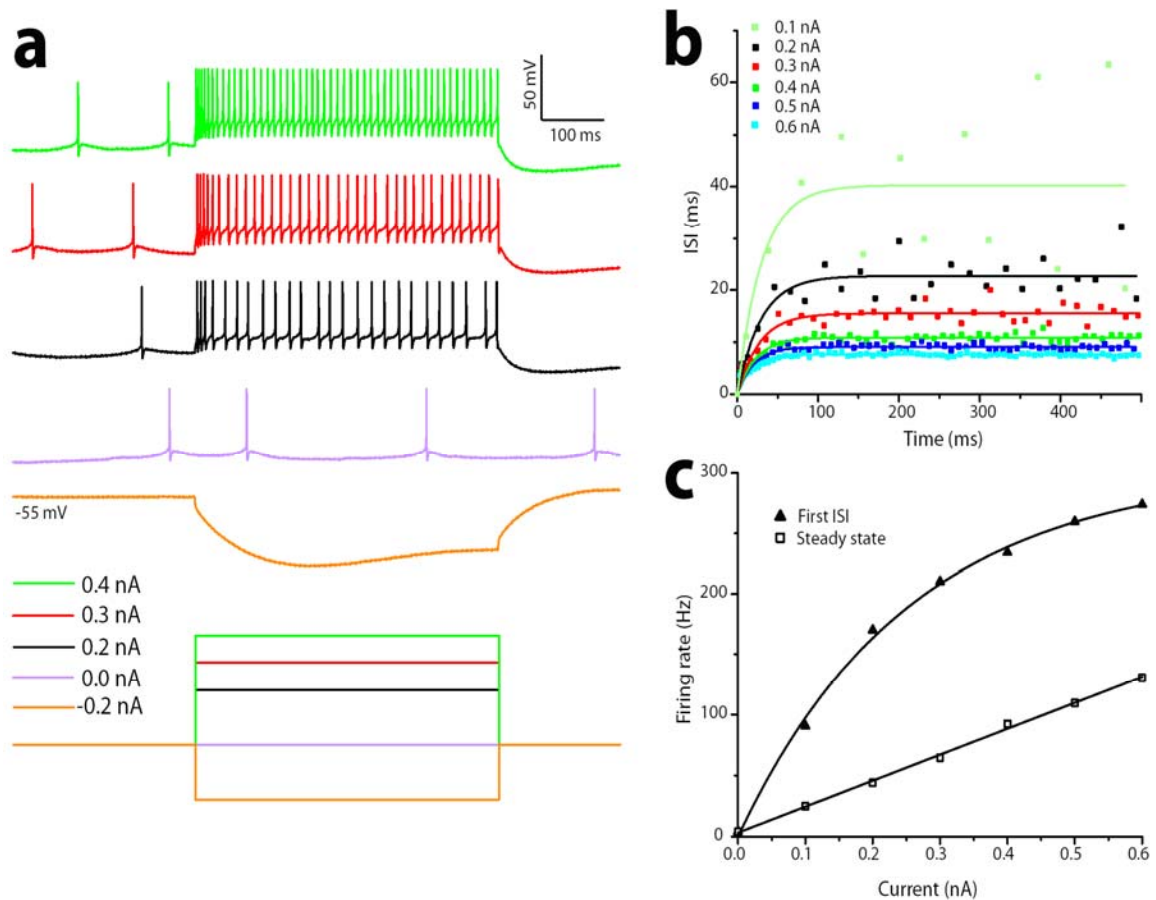 a
50 mV
100 ms
-55 mV
0.4 nA
0.3 nA
0.2 nA
0.0 nA
-0.2 nA
b
0.1 nA
0.2 nA
0.3 nA
0.4 nA
0.5 nA
0.6 nA
60
40
20
0
ISI (ms)
0 100 200 300 400
Time (ms)
c
First ISI
Steady state
300
200
100
0
Firing rate (Hz)
0.0 0.1 0.2 0.3 0.4 0.5 0.6
Current (nA)